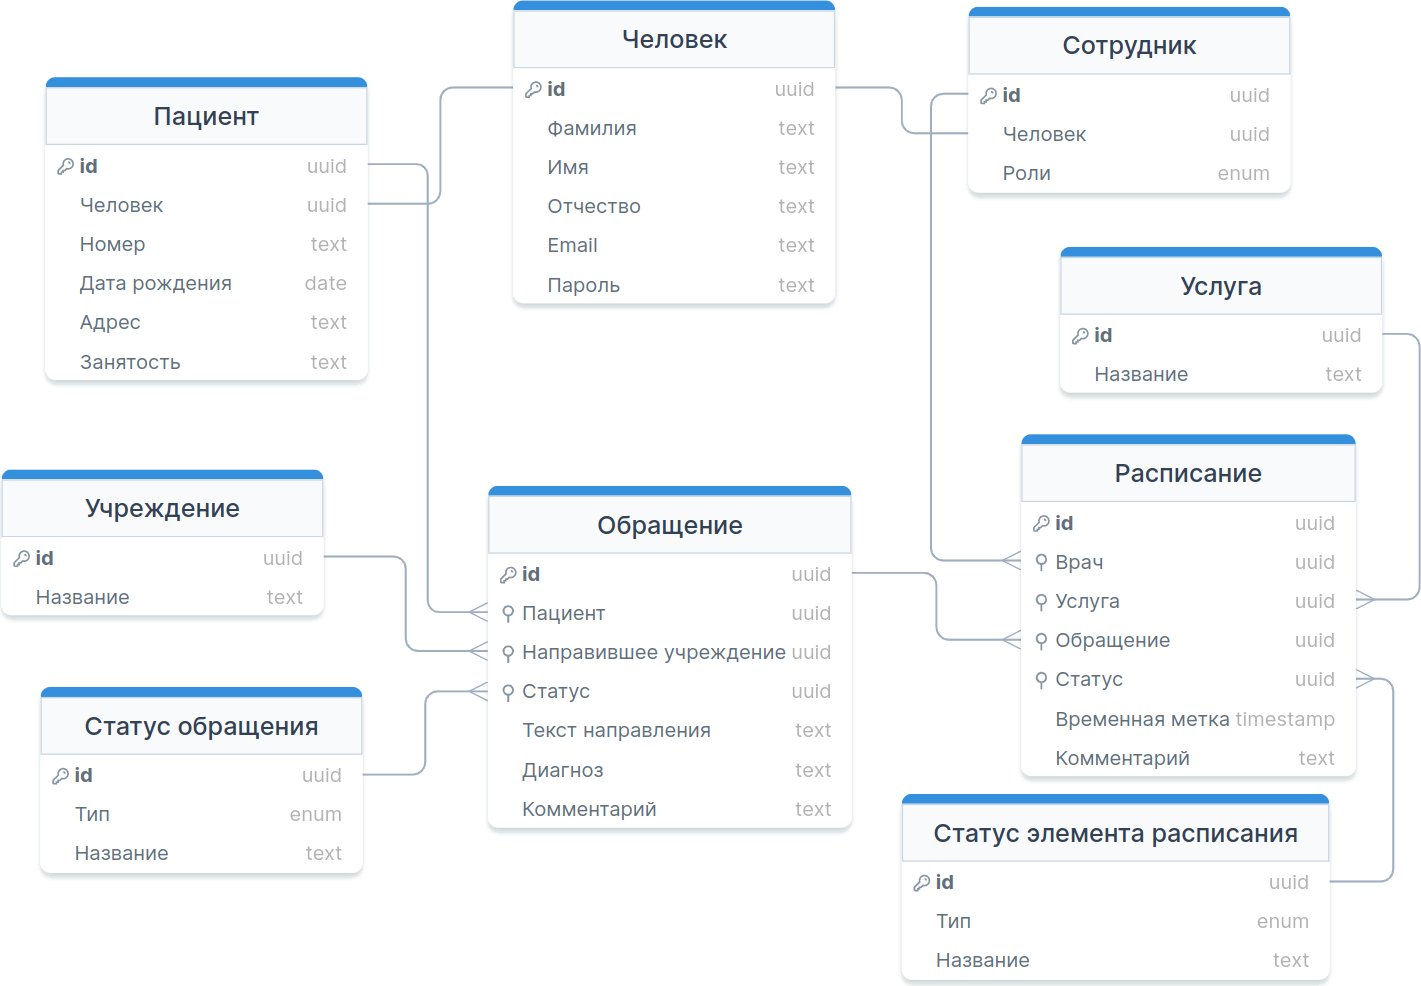 Человек
id uuid
Фамилия text
Имя text
Отчество text
Email text
Пароль text
Сотрудник
id uuid
Человек uuid
Роли enum
Пациент
id uuid
Человек uuid
Номер text
Дата рождения date
Адрес text
Занятость text
Услуга
id uuid
Название text
Учреждение
id uuid
Название text
Обращение
id uuid
Пациент uuid
Направившее учреждение uuid
Статус uuid
Текст направления text
Диагноз text
Комментарий text
Расписание
id uuid
Врач uuid
Услуга uuid
Обращение uuid
Статус uuid
Временная метка timestamp
Комментарий text
Статус обращения
id uuid
Тип enum
Название text
Статус элемента расписания
id uuid
Тип enum
Название text